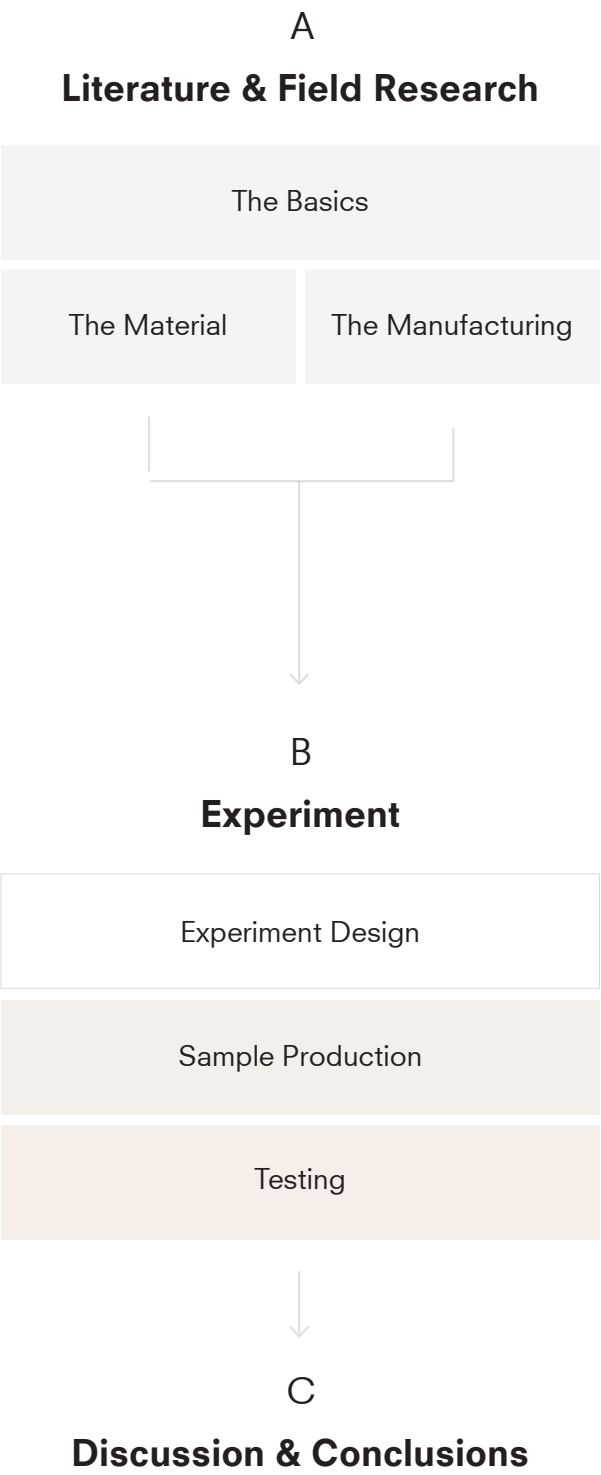 A
Literature & Field Research
The Basics
The Material
The Manufacturing
B
Experiment
Experiment Design
Sample Production
Testing
C
Discussion & Conclusions